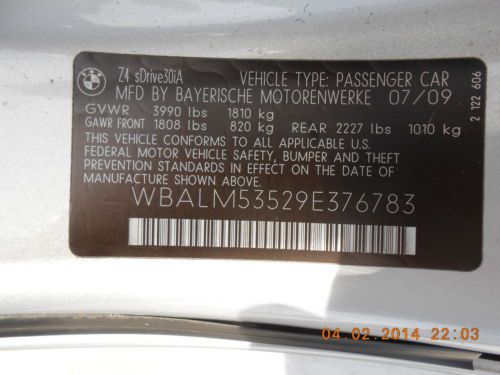 Z4 sDrive30iA VEHICLE TYPE: PASSENGER CAR
MFD BY BAYERISCHE MOTORENWERKE 07/09
GVWR 3990 lbs 1810 kg
GAWR FRONT 1808 lbs 820 kg REAR 2227 lbs 1010 kg
THIS VEHICLE CONFORMS TO ALL APPLICABLE U.S.
FEDERAL MOTOR VEHICLE SAFETY, BUMPER AND THEFT
PREVENTION STANDARDS IN EFFECT ON THE DATE OF
MANUFACTURE SHOWN ABOVE.
WBALM53529E376783
2 122 606
04.02.2014 22:03